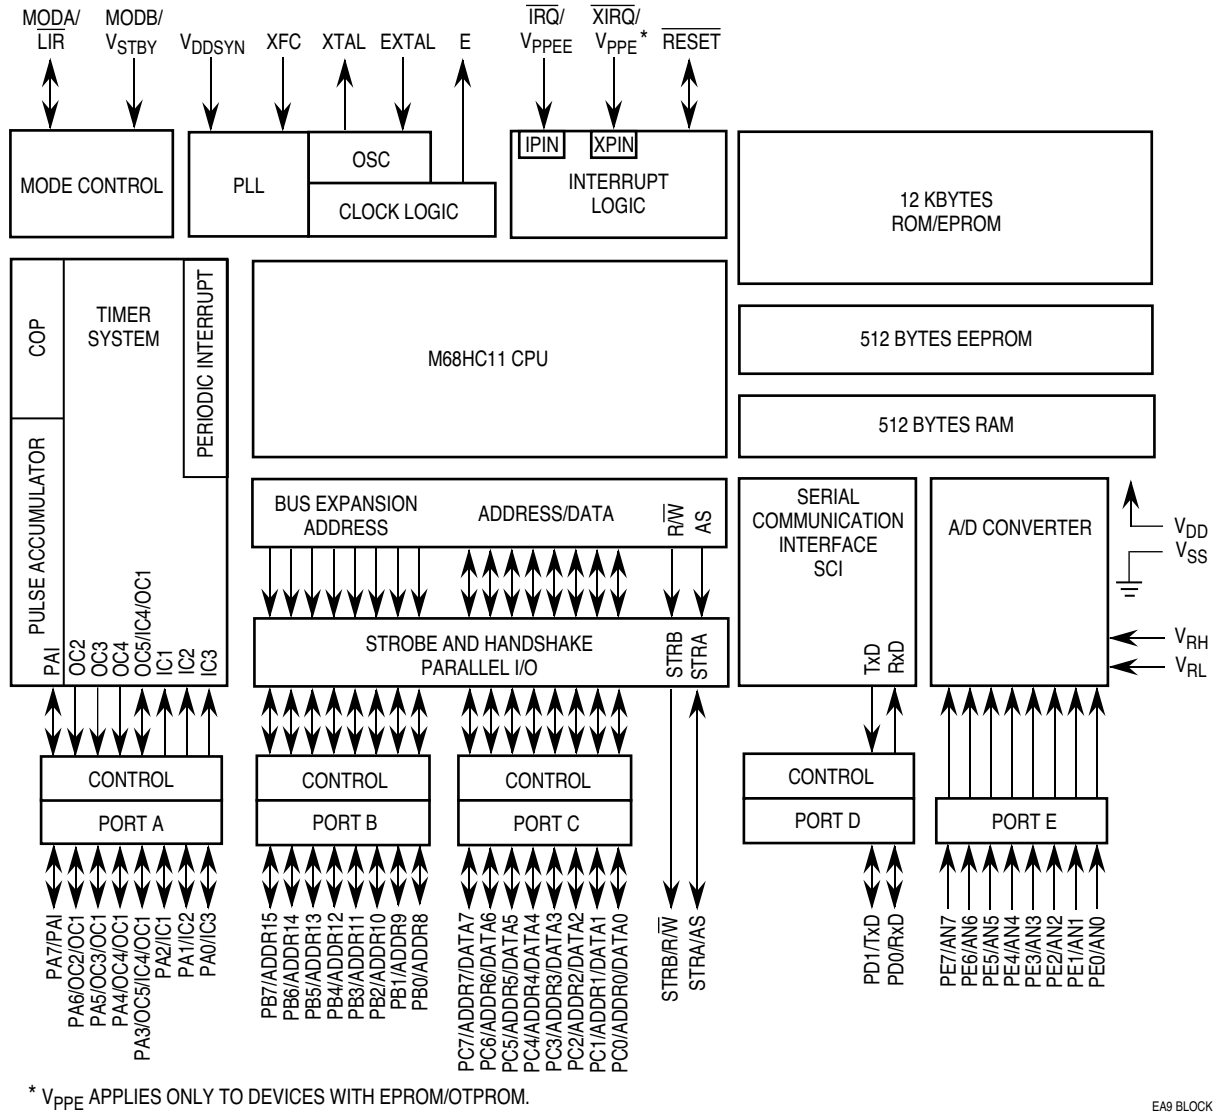 MODA/
LIR
MODB/
VSTBY
VDDSYN
XFC
XTAL
EXTAL
E
IRQ/
VPPEE
XIRQ/
VPPE*
RESET
MODE CONTROL
PLL
OSC
CLOCK LOGIC
IPIN
XPIN
INTERRUPT
LOGIC
12 KBYTES
ROM/EPROM
COP
TIMER
SYSTEM
PERIODIC INTERRUPT
M68HC11 CPU
512 BYTES EEPROM
512 BYTES RAM
PULSE ACCUMULATOR
PAI
OC2
OC3
OC4
OC5/IC4/OC1
IC1
IC2
IC3
BUS EXPANSION
ADDRESS
ADDRESS/DATA
R/W
AS
STROBE AND HANDSHAKE
PARALLEL I/O
STRB
STRA
SERIAL
COMMUNICATION
INTERFACE
SCI
TxD
RxD
A/D CONVERTER
VDD
VSS
VRH
VRL
CONTROL
PORT A
CONTROL
PORT B
CONTROL
PORT C
CONTROL
PORT D
PORT E
PA7/PAI
PA6/OC2/OC1
PA5/OC3/OC1
PA4/OC4/OC1
PA3/OC5/IC4/OC1
PA2/IC1
PA1/IC2
PA0/IC3
PB7/ADDR15
PB6/ADDR14
PB5/ADDR13
PB4/ADDR12
PB3/ADDR11
PB2/ADDR10
PB1/ADDR9
PB0/ADDR8
PC7/ADDR7/DATA7
PC6/ADDR6/DATA6
PC5/ADDR5/DATA5
PC4/ADDR4/DATA4
PC3/ADDR3/DATA3
PC2/ADDR2/DATA2
PC1/ADDR1/DATA1
PC0/ADDR0/DATA0
STRB/R/W
STRA/AS
PD1/TxD
PD0/RxD
PE7/AN7
PE6/AN6
PE5/AN5
PE4/AN4
PE3/AN3
PE2/AN2
PE1/AN1
PE0/AN0
* VPPE APPLIES ONLY TO DEVICES WITH EPROM/OTPROM.
EA9 BLOCK